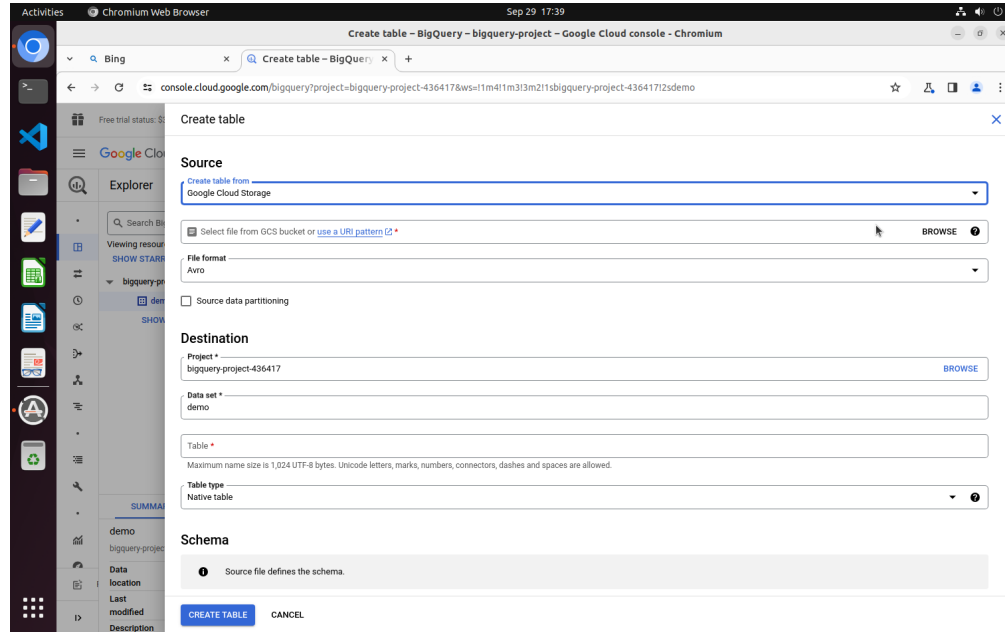 Activities
Chromium Web Browser
Sep 29 17:39
Create table – BigQuery – bigquery-project – Google Cloud console - Chromium
Bing
Create table – BigQuery
console.cloud.google.com/bigquery?project=bigquery-project-436417&ws=!1m4!1m3!3m2!1sbigquery-project-436417!2sdemo
Free trial status:
Create table
Google Clo
Explorer
Search Bi
Viewing resour
SHOW STARR
bigquery-pr
dem
SHOW
Source
Create table from
Google Cloud Storage
Select file from GCS bucket or use a URI pattern *
BROWSE
File format
Avro
Source data partitioning
Destination
Project *
bigquery-project-436417
BROWSE
Data set *
demo
Table *
Maximum name size is 1,024 UTF-8 bytes. Unicode letters, marks, numbers, connectors, dashes and spaces are allowed.
Table type
Native table
Schema
Source file defines the schema.
SUMMA
demo
bigquery-projec
Data
location
Last
modified
Description
CREATE TABLE
CANCEL